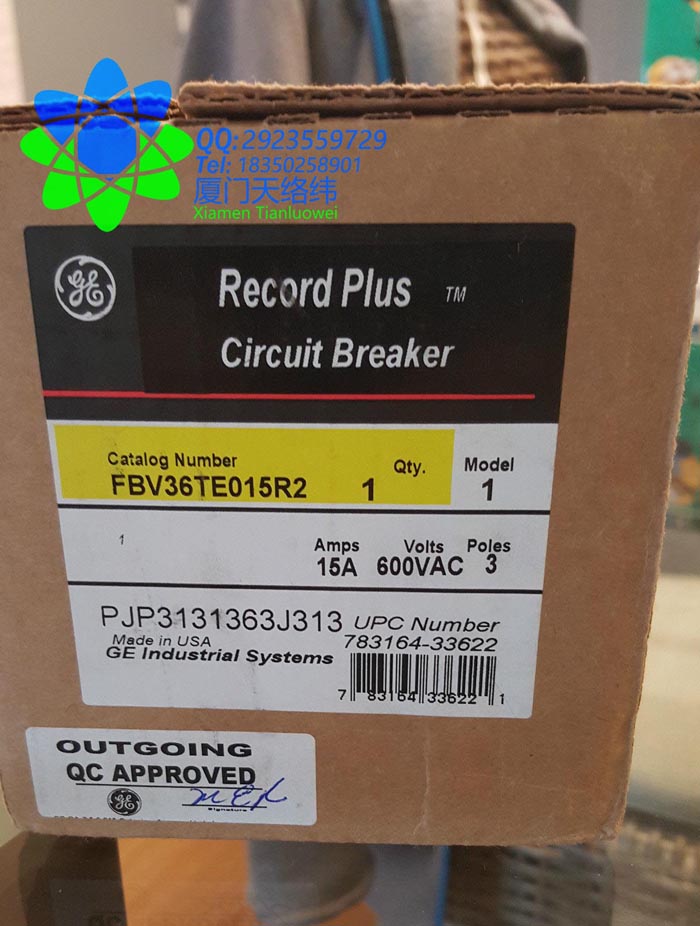 QQ:2923559729
Tel: 18350258901
厦门天络纬
Xiamen Tianluowei
GE
Record Plus ™
Circuit Breaker
Catalog Number Qty. Model
FBV36TE015R2 1 1
1
Amps Volts Poles
15A 600VAC 3
PJP3131363J313 UPC Number
Made in USA 783164-33622
GE Industrial Systems
7 83164 33622 1
OUTGOING
QC APPROVED
GE
Signature